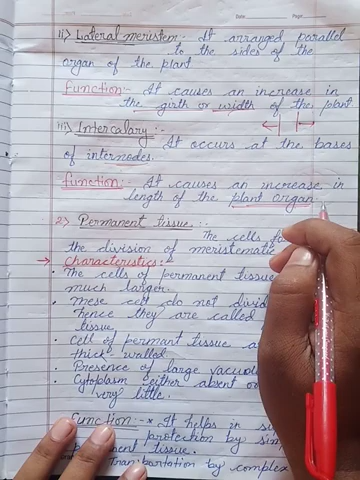 Date Page
ii) Lateral meristem :- It arranged parallel
to the sides of the
organ of the plant
Function:- It causes an increase in
the girth or width of the plant
iii) Intercalary :-
It occurs at the bases
of internodes.
Function:- It causes an increase in
length of the plant organ.
2) Permanent tissue :-
The cells fo
the division of meristematic
Characteristics :-
• The cells of permanent tissue
much larger.
• These cell do not divid
hence they are called
tissue
• Cell of permant tissue a
thick walled
• Presence of large vacuo
• Cytoplasm either absent o
very little.
Function :- It helps in su
protection by sim
permanent tissue.
Tranbortation by complex